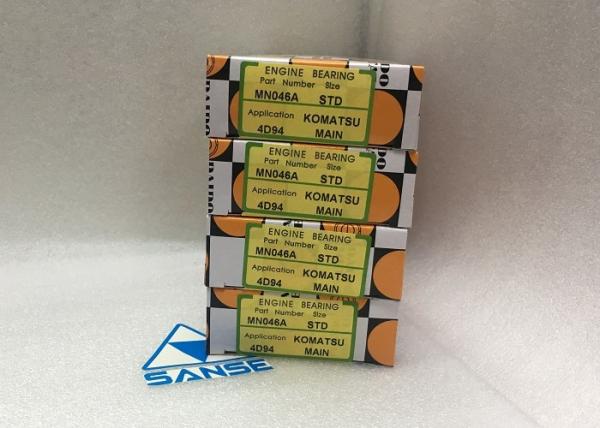 ENGINE BEARING
Part Number Size
MN046A STD
Application KOMATSU
4D94 MAIN
ENGINE BEARING
Part Number Size
MN046A STD
Application KOMATSU
4D94 MAIN
ENGINE BEARING
Part Number Size
MN046A STD
Application KOMATSU
4D94 MAIN
ENGINE BEARING
Part Number Size
MN046A STD
Application KOMATSU
4D94 MAIN
SANSE